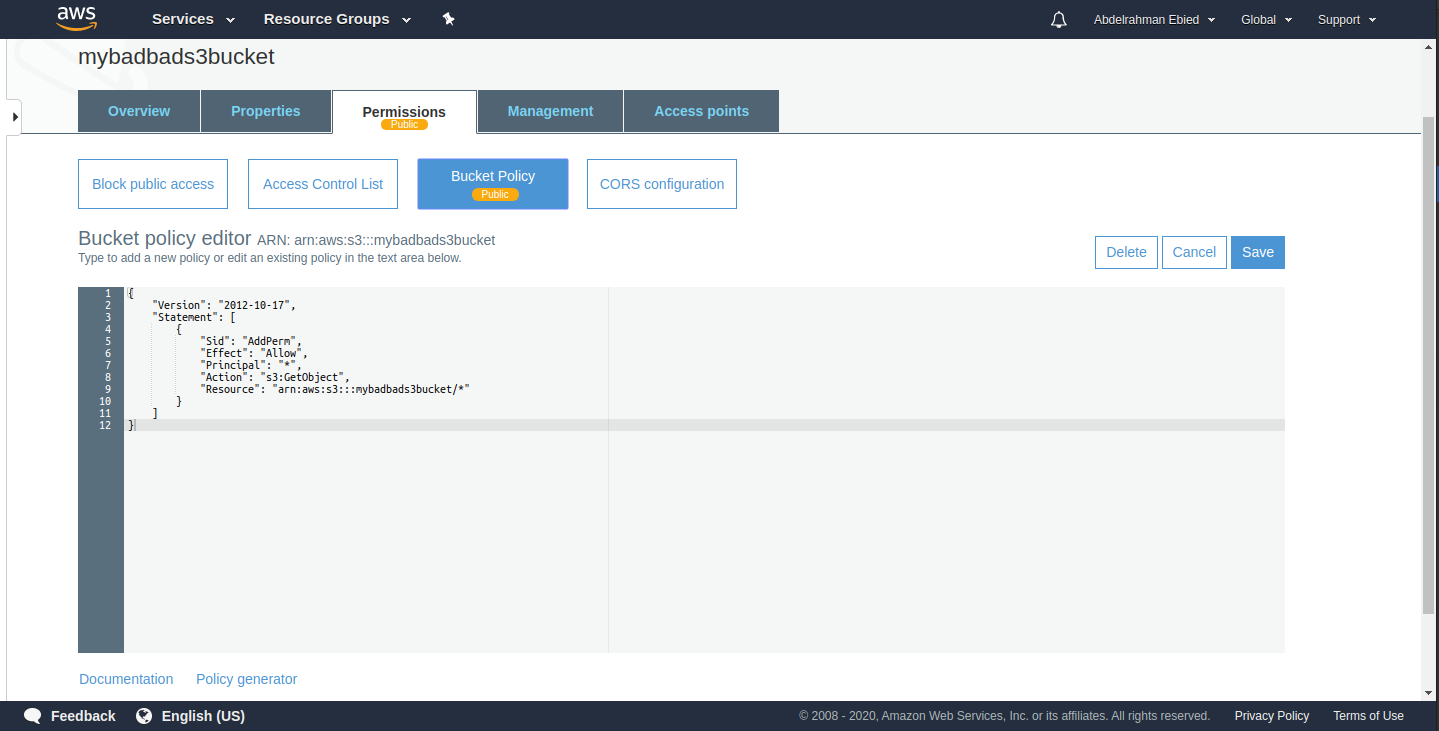 aws Services Resource Groups Abdelrahman Ebied Global Support
mybadbads3bucket
Overview Properties Permissions Management Access points
Public
Block public access Access Control List Bucket Policy CORS configuration
Public
Bucket policy editor ARN: arn:aws:s3:::mybadbads3bucket
Type to add a new policy or edit an existing policy in the text area below.
Delete Cancel Save
1 {
2 "Version": "2012-10-17",
3 "Statement": [
4 {
5 "Sid": "AddPerm",
6 "Effect": "Allow",
7 "Principal": "*",
8 "Action": "s3:GetObject",
9 "Resource": "arn:aws:s3:::mybadbads3bucket/*"
10 }
11 ]
12 }
Documentation Policy generator
Feedback English (US) © 2008 - 2020, Amazon Web Services, Inc. or its affiliates. All rights reserved. Privacy Policy Terms of Use